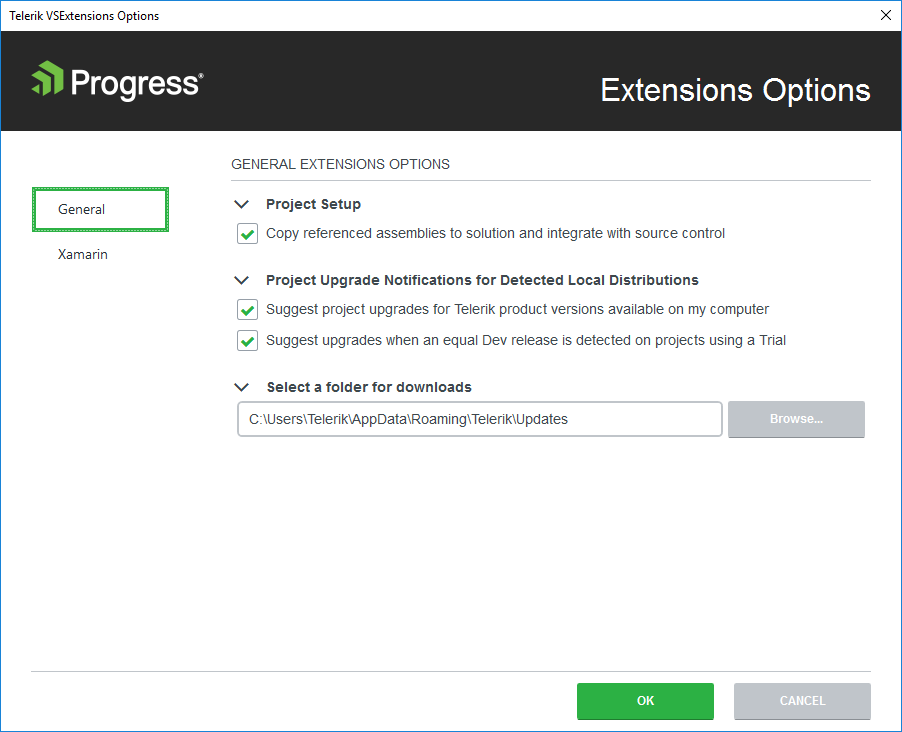 Telerik VSExtensions Options
Progress®
Extensions Options
GENERAL EXTENSIONS OPTIONS
General
Xamarin
Project Setup
Copy referenced assemblies to solution and integrate with source control
Project Upgrade Notifications for Detected Local Distributions
Suggest project upgrades for Telerik product versions available on my computer
Suggest upgrades when an equal Dev release is detected on projects using a Trial
Select a folder for downloads
C:\Users\Telerik\AppData\Roaming\Telerik\Updates
Browse...
OK
CANCEL